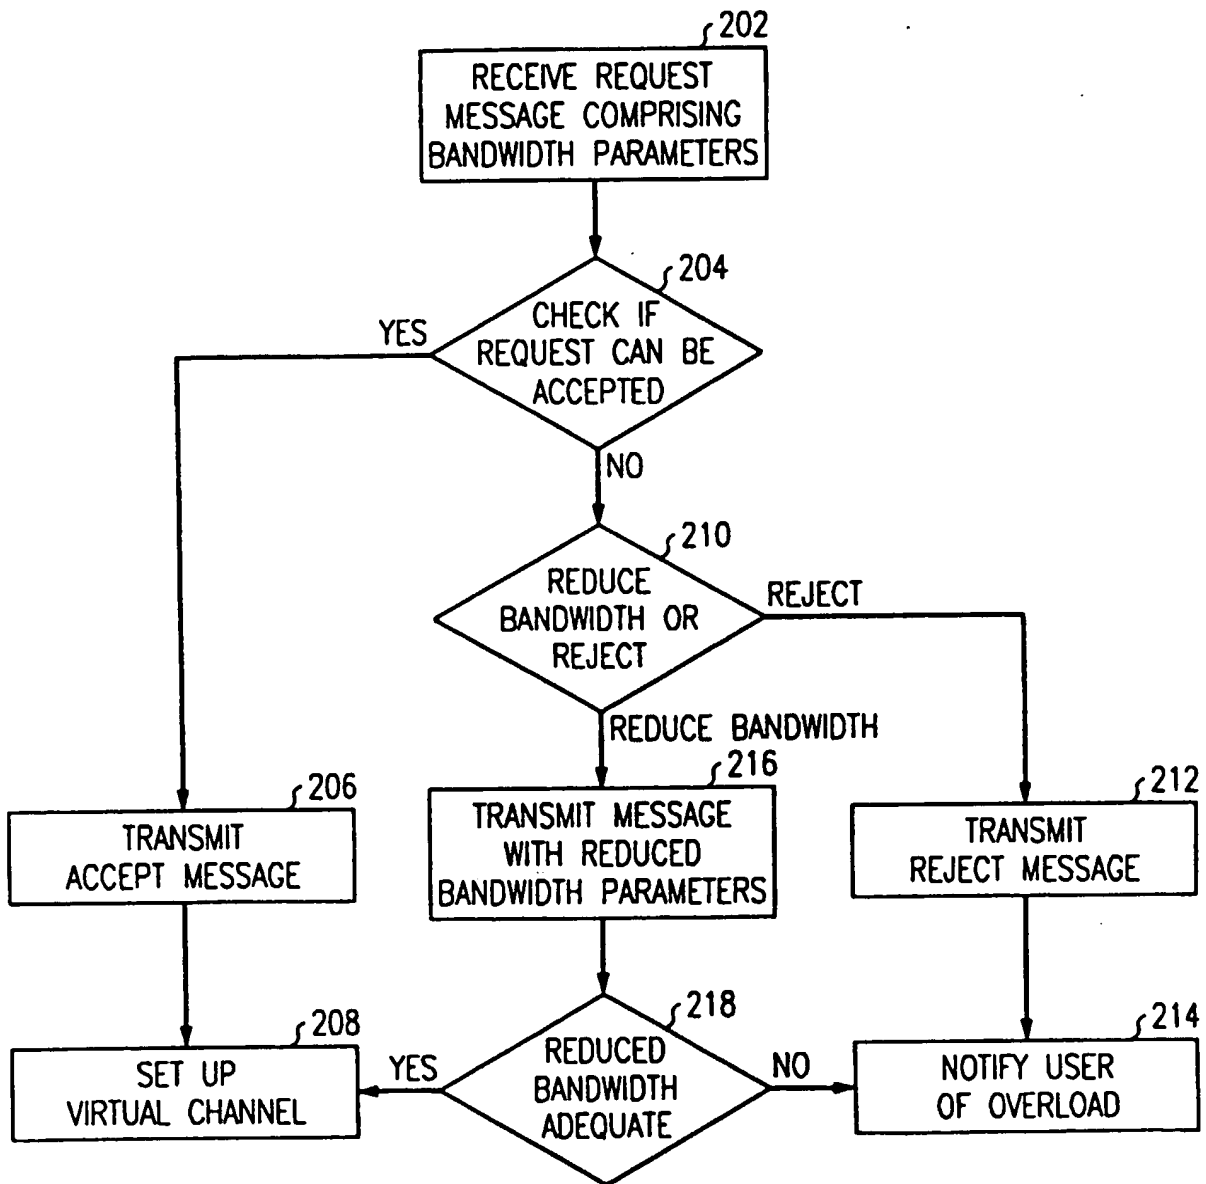 202
RECEIVE REQUEST
MESSAGE COMPRISING
BANDWIDTH PARAMETERS
204
CHECK IF
REQUEST CAN BE
ACCEPTED
YES
NO
210
REDUCE
BANDWIDTH OR
REJECT
REJECT
REDUCE BANDWIDTH
206
TRANSMIT
ACCEPT MESSAGE
216
TRANSMIT MESSAGE
WITH REDUCED
BANDWIDTH PARAMETERS
212
TRANSMIT
REJECT MESSAGE
208
SET UP
VIRTUAL CHANNEL
YES
218
REDUCED
BANDWIDTH
ADEQUATE
NO
214
NOTIFY USER
OF OVERLOAD